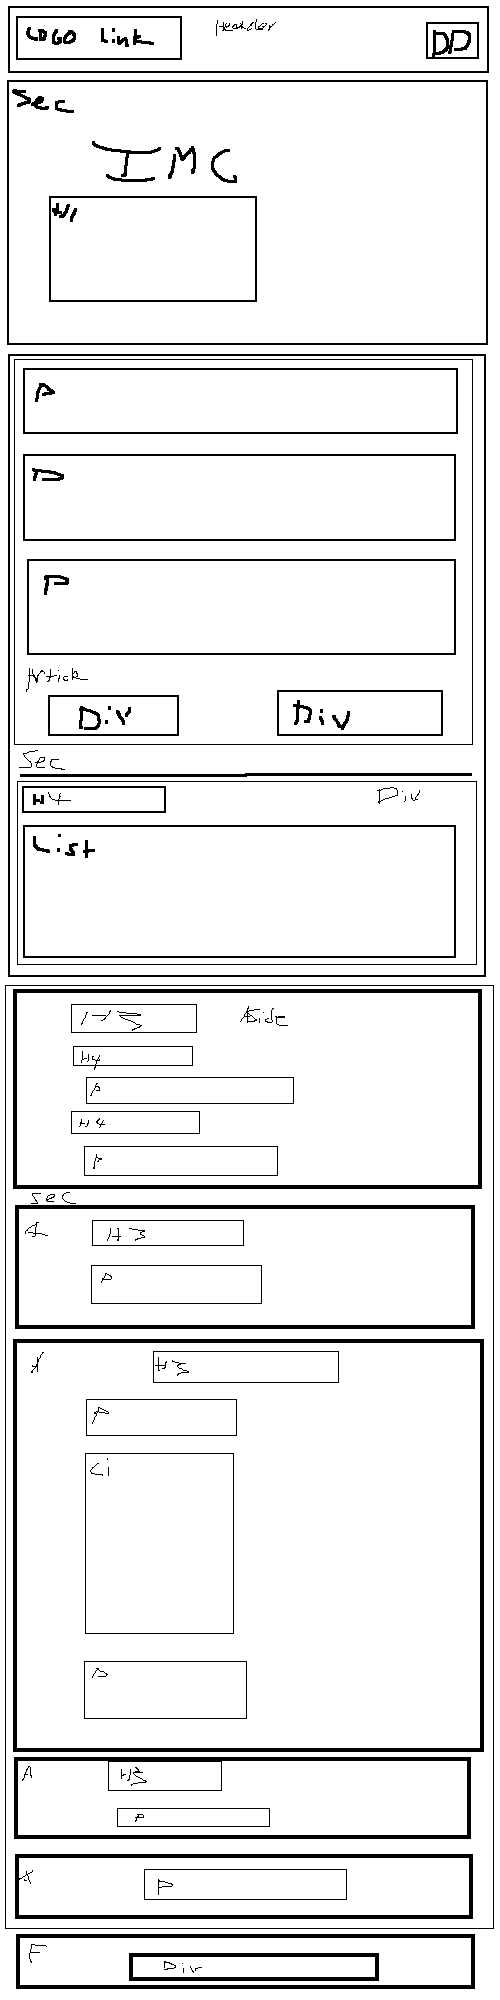 LOGO Link Header DD
Sec
IMG
H1
P
P
P
Article
Div Div
Sec
H4 Div
List
H3 Aside
H4
P
H4
P
Sec
A H3
P
A H3
P
Li
P
A H3
P
A P
F Div